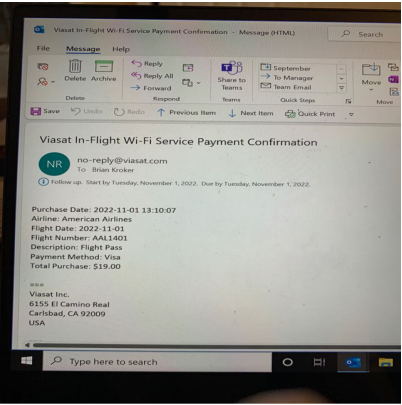 Viasat In-Flight Wi-Fi Service Payment Confirmation - Message (HTML)
Search
File Message Help
Delete Archive
Reply
Reply All
Forward
Share to
Teams
September
To Manager
Team Email
Move
Delete Respond Teams Quick Steps Move
Save Undo Redo Previous Item Next Item Quick Print
Viasat In-Flight Wi-Fi Service Payment Confirmation
NR
no-reply@viasat.com
To Brian Kroker
Follow up. Start by Tuesday, November 1, 2022. Due by Tuesday, November 1, 2022.
Purchase Date: 2022-11-01 13:10:07
Airline: American Airlines
Flight Date: 2022-11-01
Flight Number: AAL1401
Description: Flight Pass
Payment Method: Visa
Total Purchase: $19.00
===
Viasat Inc.
6155 El Camino Real
Carlsbad, CA 92009
USA
Type here to search